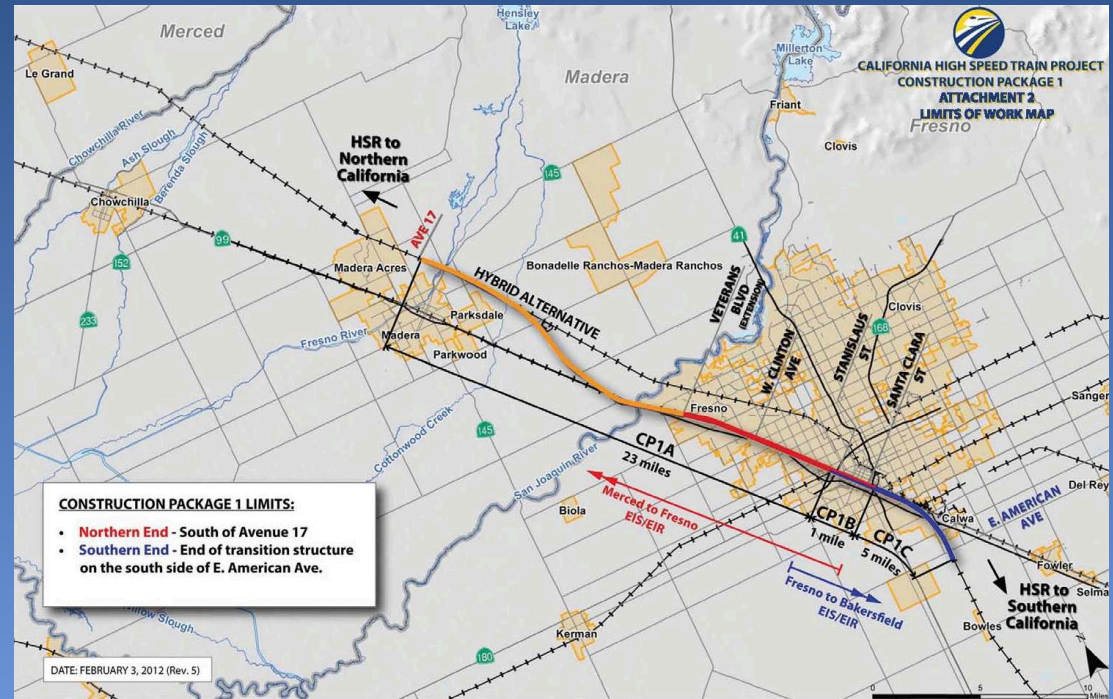 CALIFORNIA HIGH SPEED TRAIN PROJECT
CONSTRUCTION PACKAGE 1
ATTACHMENT 2
LIMITS OF WORK MAP
Merced
Hensley
Lake
Millerton
Lake
Le Grand
Madera
Friant
Fresno
Clovis
Chowchilla River
Ash Slough
Berenda Slough
HSR to
Northern
California
145
Chowchilla
AVE 17
41
99
152
Madera Acres
HYBRID ALTERNATIVE
Bonadelle Ranchos-Madera Ranchos
VETERANS
BLVD
(EXTENSION)
Clovis
233
Parksdale
168
Fresno River
Madera
Parkwood
W. CLINTON
AVE
STANISLAUS
ST
SANTA CLARA
ST
Sanger
Fresno
Cottonwood Creek
145
CP1A
23 miles
San Joaquin River
Merced to Fresno
EIS/EIR
Biola
Del Rey
E. AMERICAN
AVE
Calwa
CP1B
1 mile
CP1C
5 miles
CONSTRUCTION PACKAGE 1 LIMITS:
• Northern End - South of Avenue 17
• Southern End - End of transition structure
on the south side of E. American Ave.
Fresno to Bakersfield
EIS/EIR
Fowler
Selma
HSR to
Southern
California
Willow Slough
Kerman
Bowles
180
DATE: FEBRUARY 3, 2012 (Rev. 5)
0
5
10
Miles